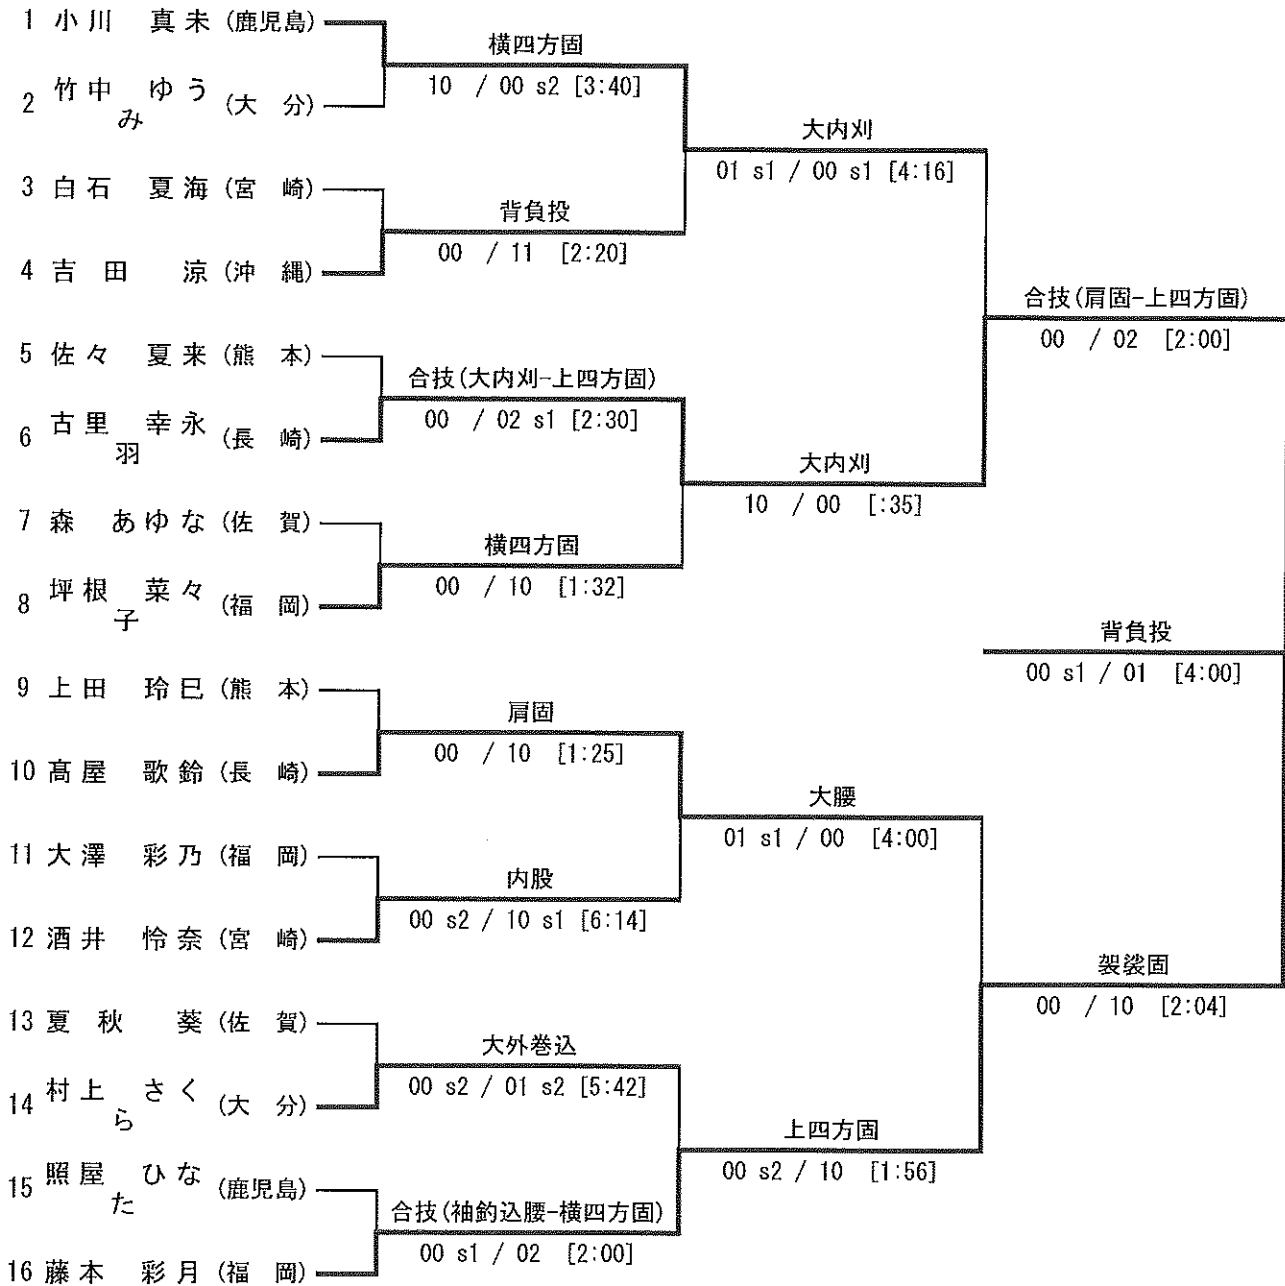 1 小川 真未 (鹿児島)
横四方固
10 / 00 s2 [3:40]
2 竹中 ゆうみ (大 分)
大内刈
01 s1 / 00 s1 [4:16]
3 白石 夏海 (宮 崎)
背負投
00 / 11 [2:20]
4 吉田 涼 (沖 縄)
合技(肩固-上四方固)
00 / 02 [2:00]
5 佐々 夏来 (熊 本)
合技(大内刈-上四方固)
00 / 02 s1 [2:30]
6 古里 幸永羽 (長 崎)
大内刈
10 / 00 [:35]
7 森 あゆな (佐 賀)
横四方固
00 / 10 [1:32]
8 坪根 菜々子 (福 岡)
背負投
00 s1 / 01 [4:00]
9 上田 玲巳 (熊 本)
肩固
00 / 10 [1:25]
10 髙屋 歌鈴 (長 崎)
大腰
01 s1 / 00 [4:00]
11 大澤 彩乃 (福 岡)
内股
00 s2 / 10 s1 [6:14]
12 酒井 怜奈 (宮 崎)
袈裟固
00 / 10 [2:04]
13 夏秋 葵 (佐 賀)
大外巻込
00 s2 / 01 s2 [5:42]
14 村上 さくら (大 分)
上四方固
00 s2 / 10 [1:56]
15 照屋 ひなた (鹿児島)
合技(袖釣込腰-横四方固)
00 s1 / 02 [2:00]
16 藤本 彩月 (福 岡)